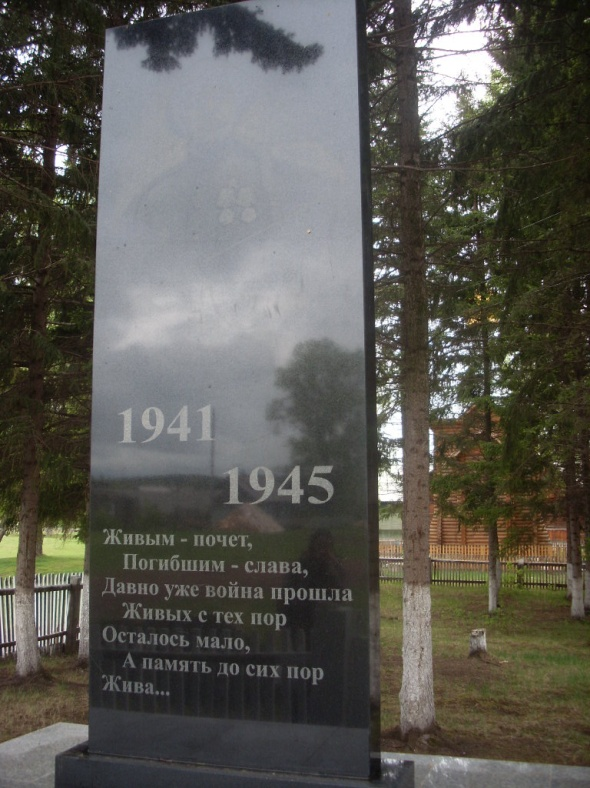 1941
1945
Живым - почет,
Погибшим - слава,
Давно уже война прошла
Живых с тех пор
Осталось мало,
А память до сих пор
Жива...